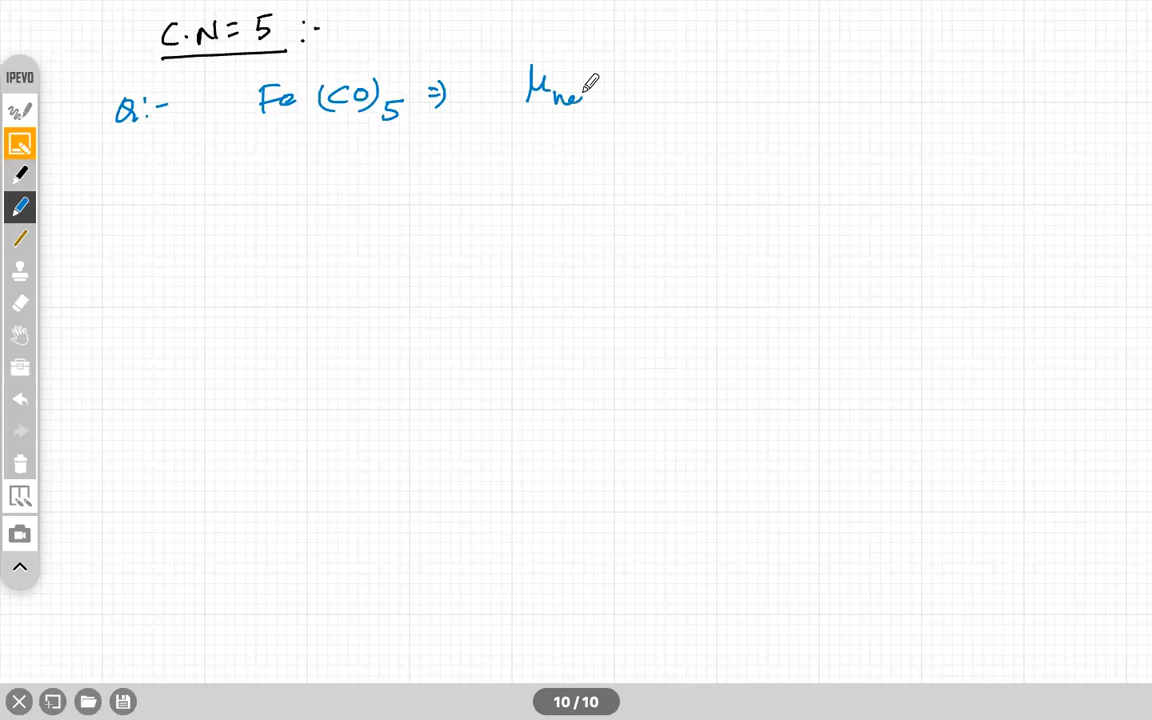 C.N = 5 :-
Q:- Fe (CO)5 ⇒ μne
IPEVO
10 / 10